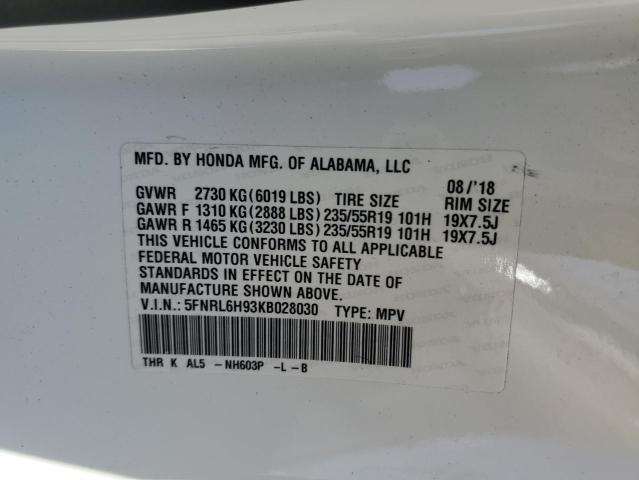 MFD. BY HONDA MFG. OF ALABAMA, LLC 08/'18
GVWR 2730 KG(6019 LBS) TIRE SIZE RIM SIZE
GAWR F 1310 KG(2888 LBS)235/55R19 101H 19X7.5J
GAWR R 1465 KG(3230 LBS)235/55R19 101H 19X7.5J
THIS VEHICLE CONFORMS TO ALL APPLICABLE
FEDERAL MOTOR VEHICLE SAFETY
STANDARDS IN EFFECT ON THE DATE OF
MANUFACTURE SHOWN ABOVE.
V.I.N.: 5FNRL6H93KB028030 TYPE: MPV
THR K AL5 - NH603P -L-B